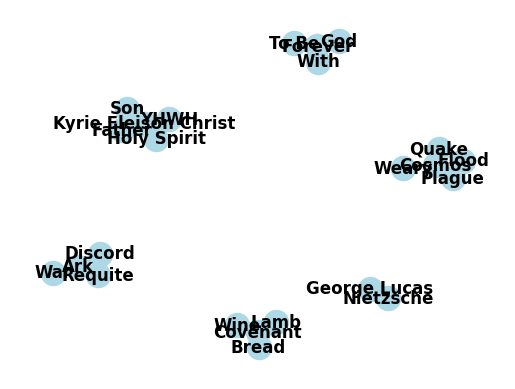 To Be
God
Forever
With
Son
YHWH
Kyrie Eleison Christ
Father
Holy Spirit
Quake
Flood
Cosmos
Weary
Plague
Discord
Ark
War
Requite
George Lucas
Nietzsche
Lamb
Wine
Covenant
Bread